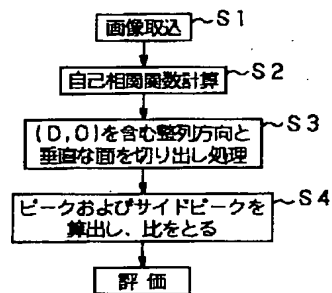 画像取込
S1
自己相関関数計算
S2
(D,0)を含む整列方向と
垂直な面を切り出し処理
S3
ピークおよびサイドピークを
算出し、比をとる
S4
評価